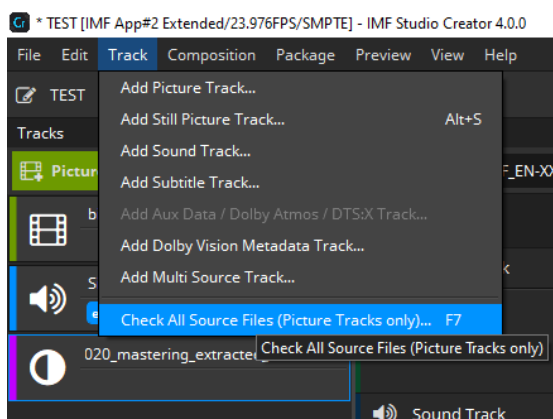 Cr * TEST [IMF App#2 Extended/23.976FPS/SMPTE] - IMF Studio Creator 4.0.0
File Edit Track Composition Package Preview View Help
TEST
Add Picture Track...
Add Still Picture Track... Alt+S
Tracks
Add Sound Track...
Add Subtitle Track...
Add Aux Data / Dolby Atmos / DTS:X Track...
Add Dolby Vision Metadata Track...
Add Multi Source Track...
Check All Source Files (Picture Tracks only)... F7
Check All Source Files (Picture Tracks only)
Sound Track